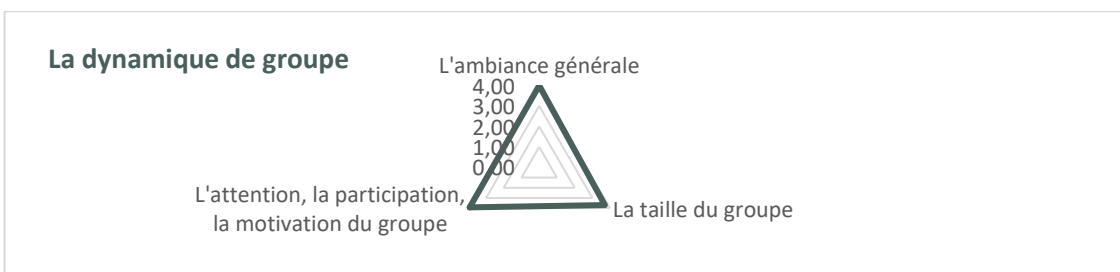 La dynamique de groupe
L'ambiance générale
4,00
3,00
2,00
1,00
0,00
L'attention, la participation,
la motivation du groupe
La taille du groupe